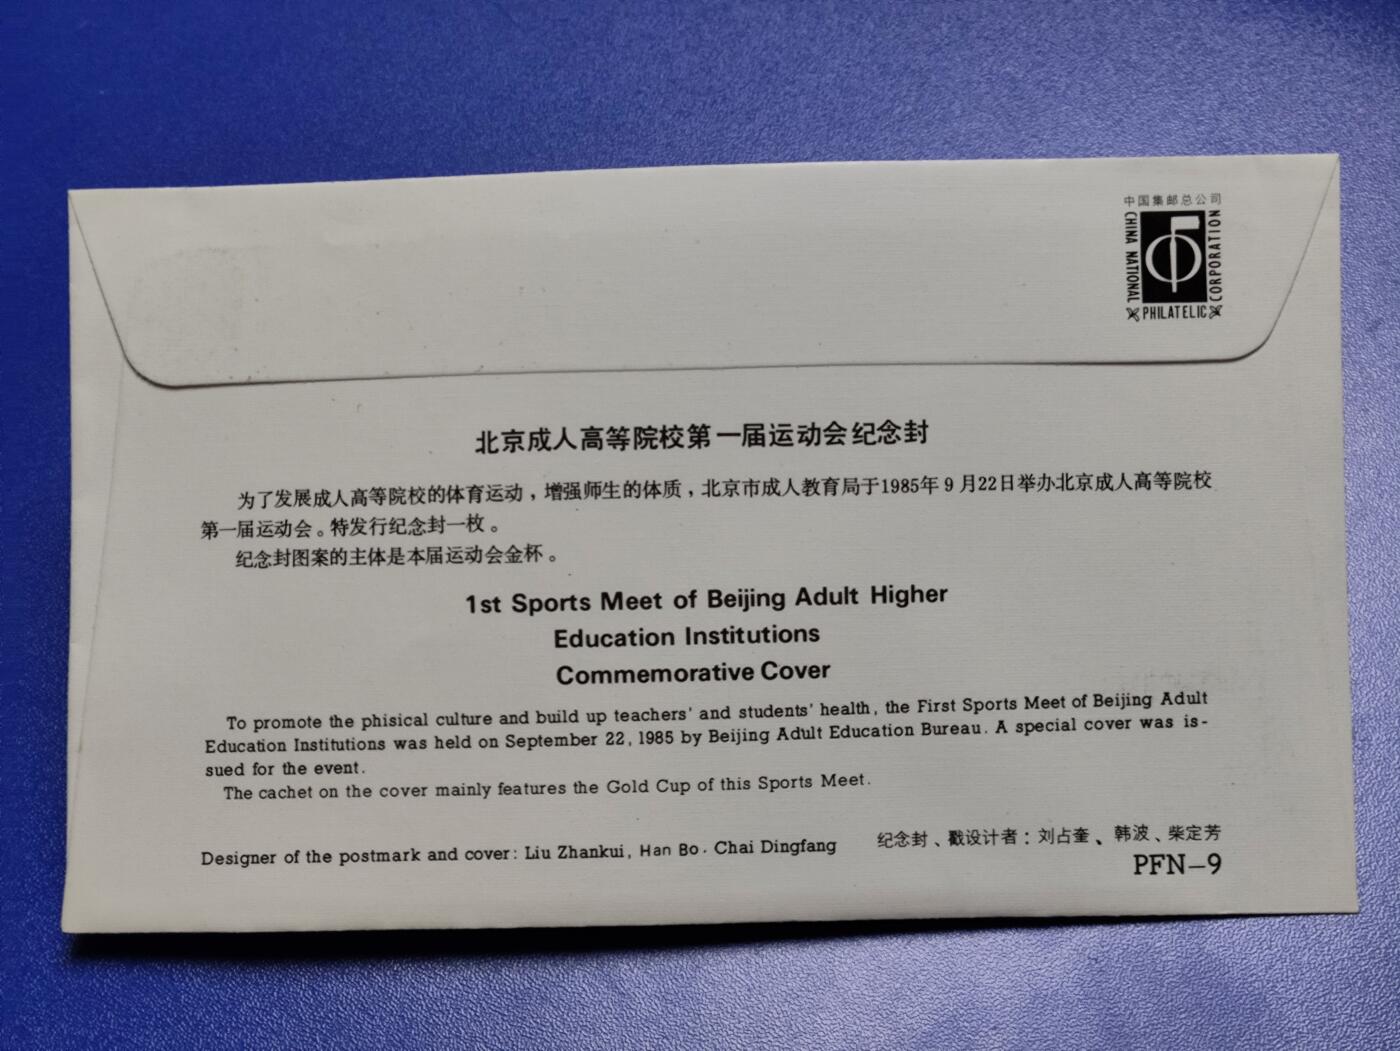 中国集邮总公司
CHINA NATIONAL
PHILATELIC
CORPORATION
北京成人高等院校第一届运动会纪念封
为了发展成人高等院校的体育运动，增强师生的体质，北京市成人教育局于1985年9月22日举办北京成人高等院校
第一届运动会。特发行纪念封一枚。
纪念封图案的主体是本届运动会金杯。
1st Sports Meet of Beijing Adult Higher
Education Institutions
Commemorative Cover
To promote the phisical culture and build up teachers' and students' health, the First Sports Meet of Beijing Adult
Education Institutions was held on September 22, 1985 by Beijing Adult Education Bureau. A special cover was is-
sued for the event.
The cachet on the cover mainly features the Gold Cup of this Sports Meet.
Designer of the postmark and cover: Liu Zhankui, Han Bo. Chai Dingfang
纪念封、戳设计者：刘占奎、韩波、柴定芳
PFN—9